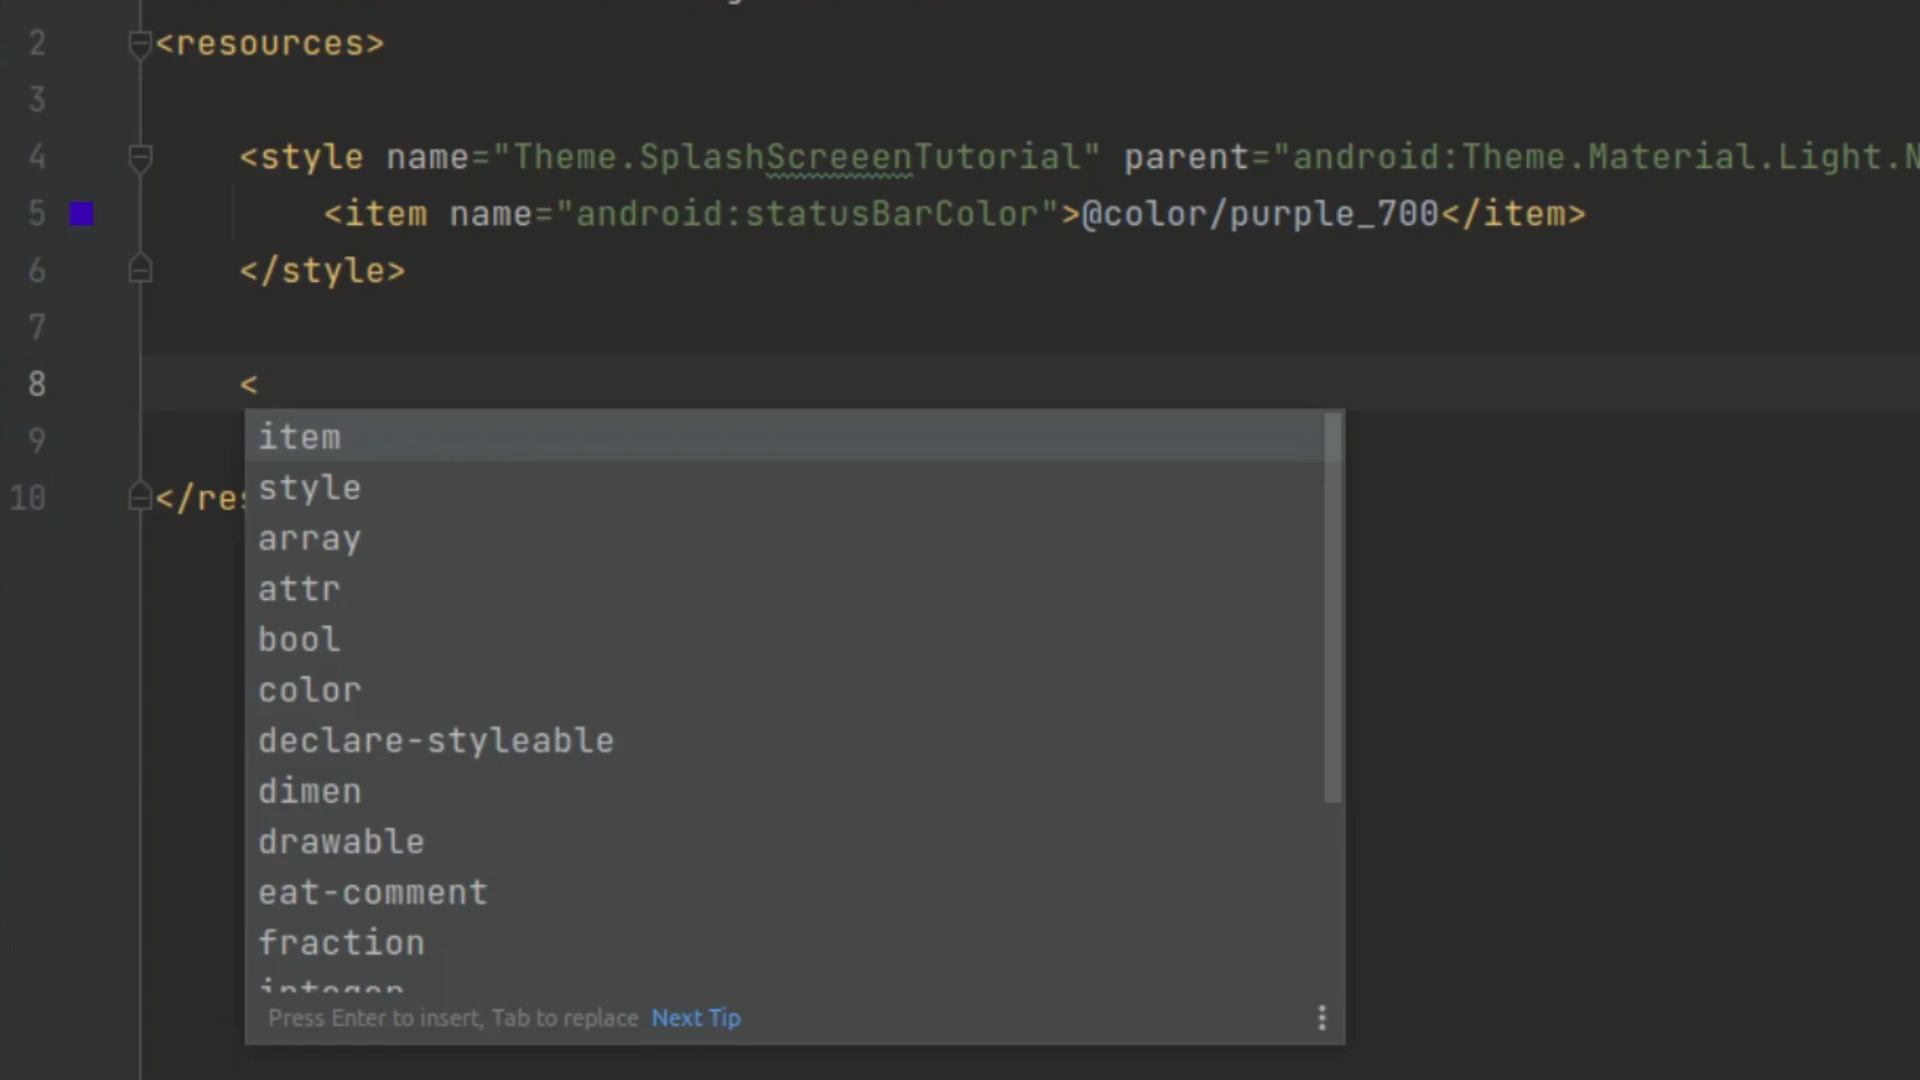 2 <resources>
3
4 <style name="Theme.SplashScreeenTutorial" parent="android:Theme.Material.Light.N
5 <item name="android:statusBarColor">@color/purple_700</item>
6 </style>
7
8 <
9
10 </res
item
style
array
attr
bool
color
declare-styleable
dimen
drawable
eat-comment
fraction
integer
Press Enter to insert, Tab to replace Next Tip